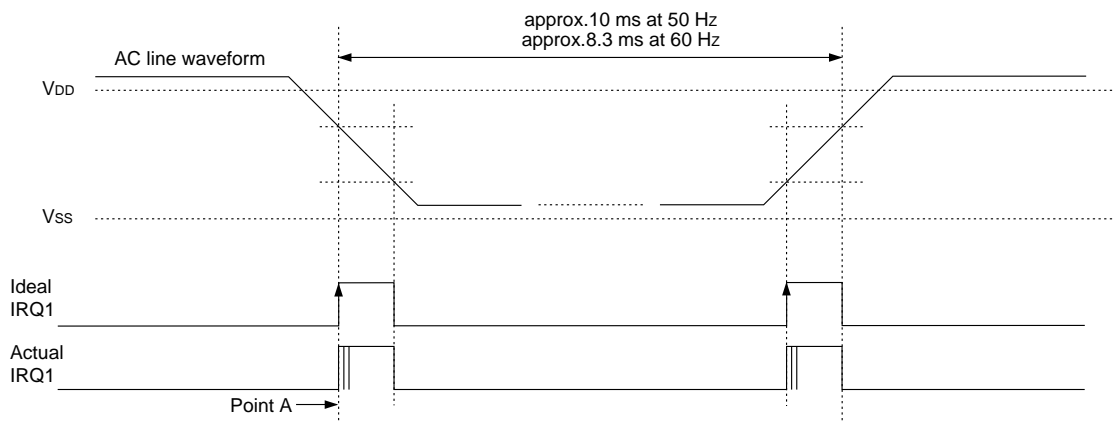 approx.10 ms at 50 Hz
approx.8.3 ms at 60 Hz
AC line waveform
VDD
VSS
Ideal
IRQ1
Actual
IRQ1
Point A